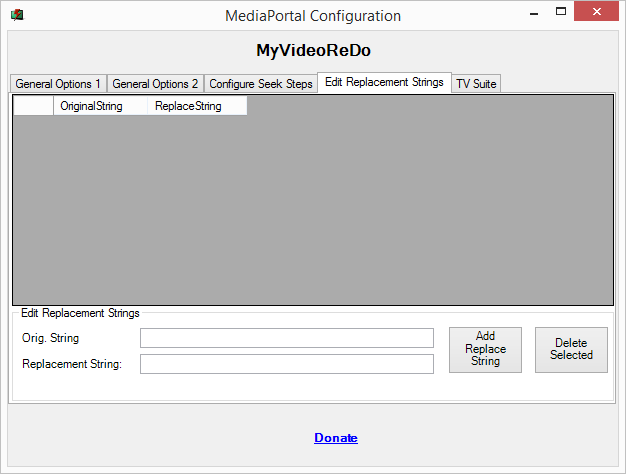 MediaPortal Configuration
MyVideoReDo
General Options 1 General Options 2 Configure Seek Steps Edit Replacement Strings TV Suite
OriginalString ReplaceString
Edit Replacement Strings
Orig. String
Replacement String:
Add
Replace
String
Delete
Selected
Donate